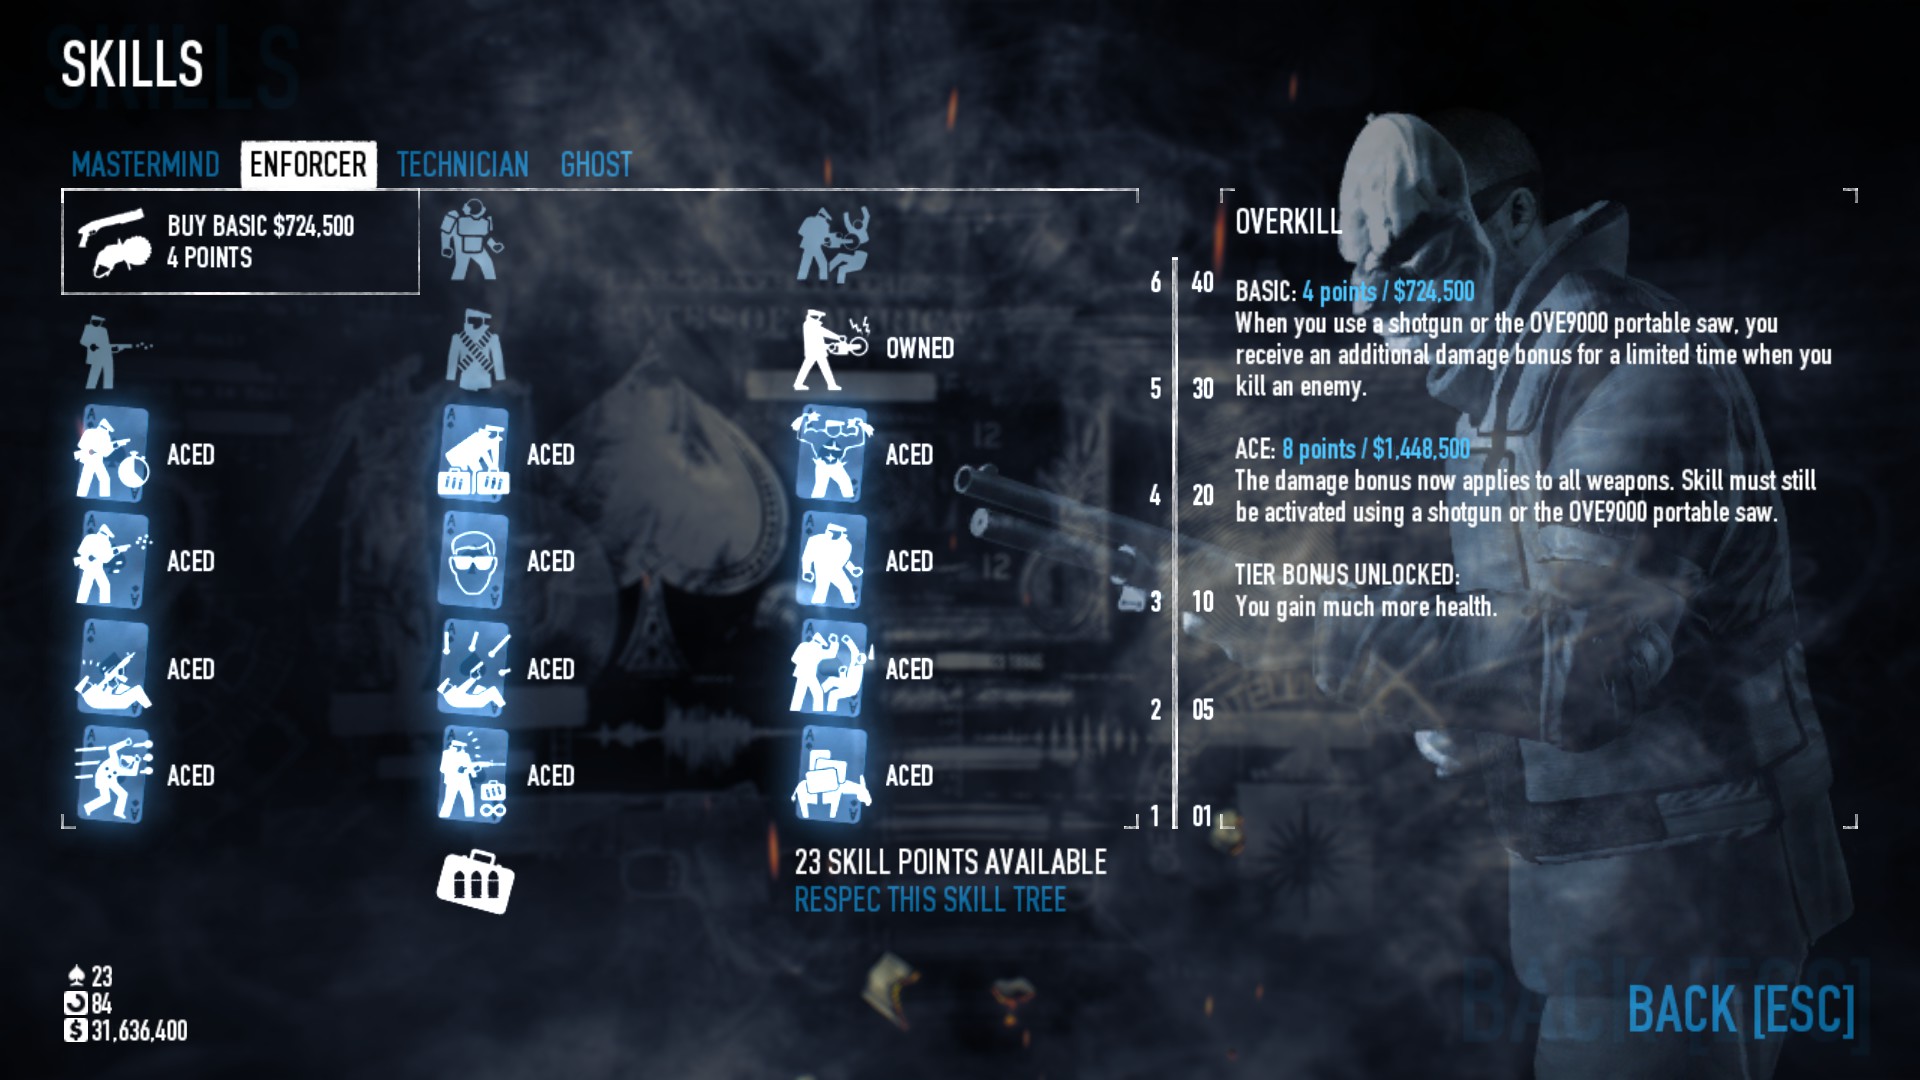 SKILLS
MASTERMIND ENFORCER TECHNICIAN GHOST
BUY BASIC $724,500
4 POINTS
OWNED
ACED ACED ACED
ACED ACED ACED
ACED ACED ACED
ACED ACED ACED
23 SKILL POINTS AVAILABLE
RESPEC THIS SKILL TREE
6 40
5 30
4 20
3 10
2 05
1 01
OVERKILL
BASIC: 4 points / $724,500
When you use a shotgun or the OVE9000 portable saw, you
receive an additional damage bonus for a limited time when you
kill an enemy.
ACE: 8 points / $1,448,500
The damage bonus now applies to all weapons. Skill must still
be activated using a shotgun or the OVE9000 portable saw.
TIER BONUS UNLOCKED:
You gain much more health.
23
84
$ 31,636,400
BACK [ESC]